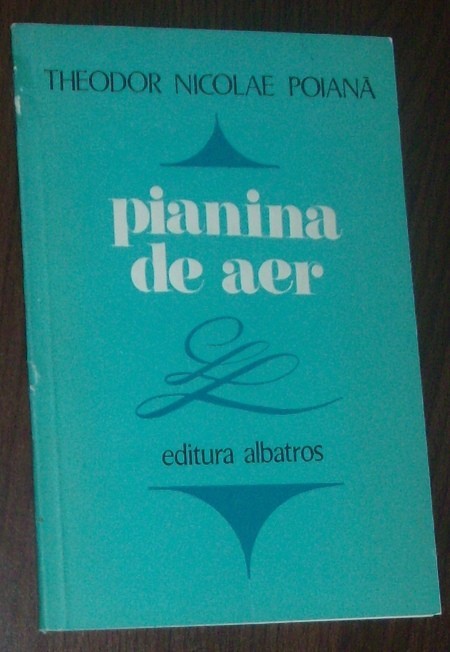 THEODOR NICOLAE POIANĂ
pianina
de aer
editura albatros